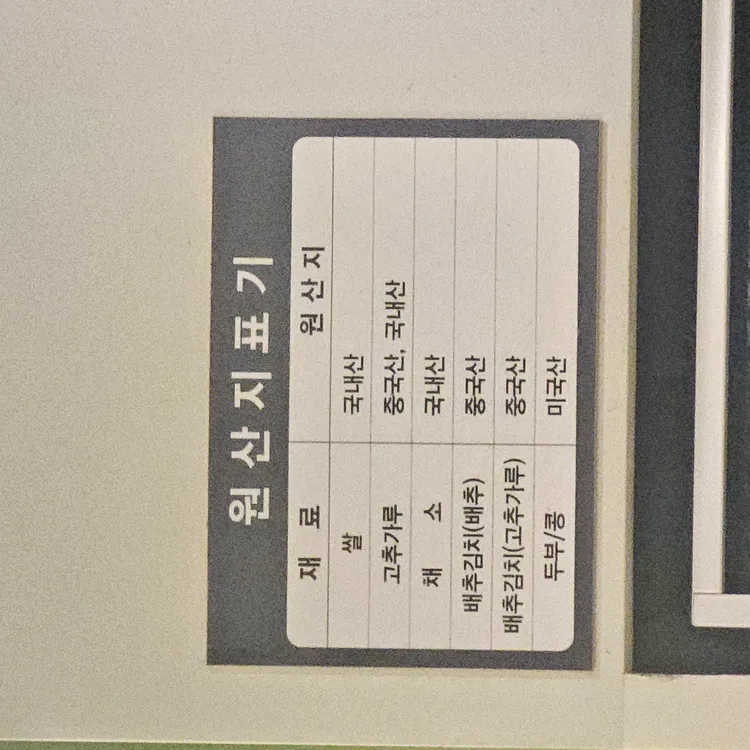 원산지표기
재 료 원 산 지
쌀 국내산
고추가루 중국산, 국내산
채 소 국내산
배추김치(배추) 중국산
배추김치(고추가루) 중국산
두부/콩 미국산